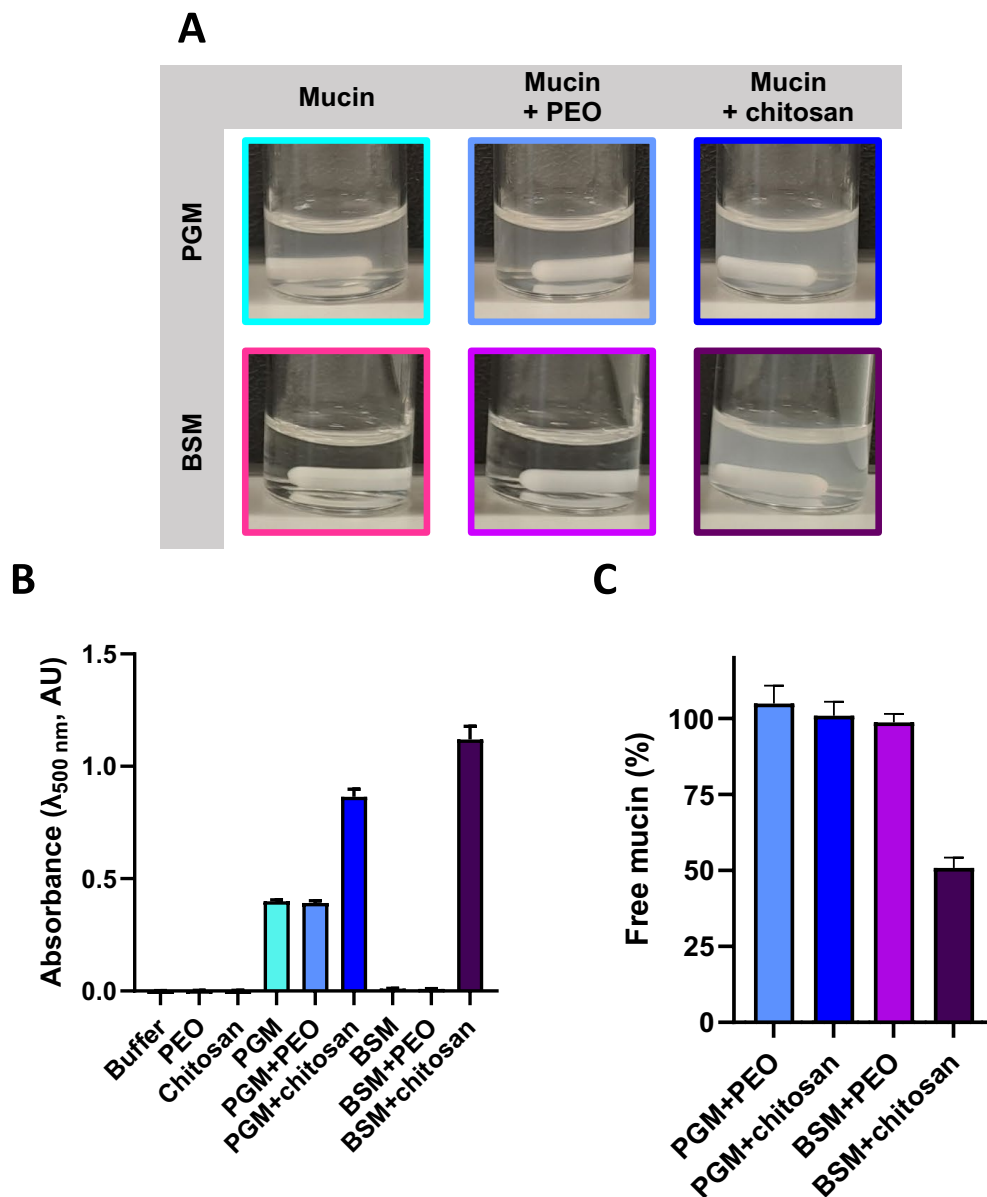 A
Mucin
Mucin
+ PEO
Mucin
+ chitosan
PGM
BSM
B
Absorbance (λ500 nm, AU)
1.5
1.0
0.5
0.0
Buffer
PEO
Chitosan
PGM
PGM+PEO
PGM+chitosan
BSM
BSM+PEO
BSM+chitosan
C
Free mucin (%)
100
75
50
25
0
PGM+PEO
PGM+chitosan
BSM+PEO
BSM+chitosan